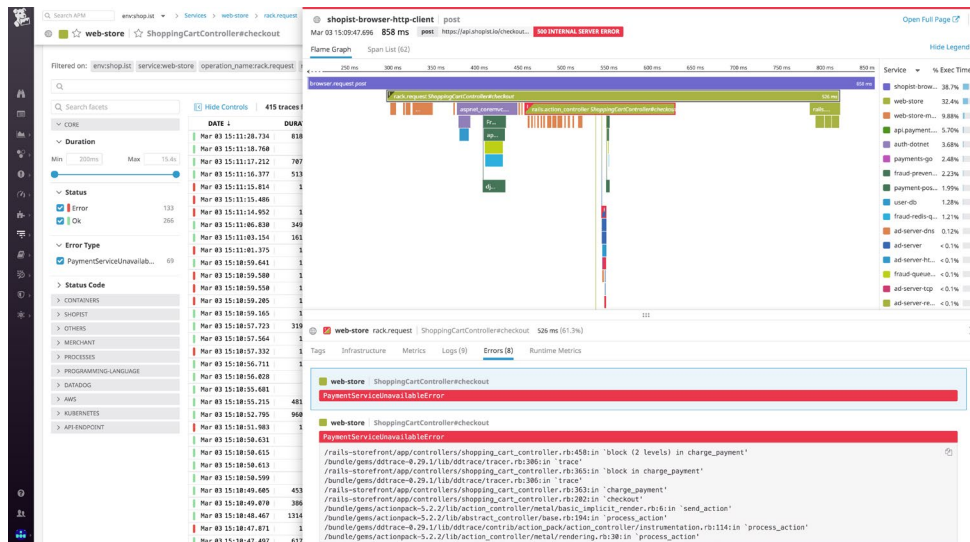 Search APM
env:shop.ist
Services > web-store > rack.request
web-store
ShoppingCartController#checkout
Filtered on:
env:shop.ist
service:web-store
operation_name:rack.request
Search facets
Hide Controls
415 traces
CORE
Duration
Min
200ms
Max
15.4s
Status
Error
133
Ok
266
Error Type
PaymentServiceUnavailab...
69
Status Code
CONTAINERS
SHOPIST
OTHERS
MERCHANT
PROCESSES
PROGRAMMING-LANGUAGE
DATADOG
AWS
KUBERNETES
API-ENDPOINT
DATE ↓
Mar 03 15:11:28.734
Mar 03 15:11:18.760
Mar 03 15:11:17.212
Mar 03 15:11:16.377
Mar 03 15:11:15.814
Mar 03 15:11:15.486
Mar 03 15:11:14.952
Mar 03 15:11:06.830
Mar 03 15:11:03.154
Mar 03 15:11:01.375
Mar 03 15:10:59.641
Mar 03 15:10:59.580
Mar 03 15:10:59.550
Mar 03 15:10:59.205
Mar 03 15:10:59.165
Mar 03 15:10:57.723
Mar 03 15:10:57.564
Mar 03 15:10:57.332
Mar 03 15:10:56.711
Mar 03 15:10:56.028
Mar 03 15:10:55.681
Mar 03 15:10:55.215
Mar 03 15:10:52.795
Mar 03 15:10:51.983
Mar 03 15:10:50.631
Mar 03 15:10:50.615
Mar 03 15:10:50.613
Mar 03 15:10:50.599
Mar 03 15:10:49.605
Mar 03 15:10:49.070
Mar 03 15:10:48.467
Mar 03 15:10:47.871
Mar 03 15:10:47.497
shopist-browser-http-client
post
Open Full Page
Mar 03 15:09:47.696
858 ms
post
https://api.shopist.io/checkout...
500 INTERNAL SERVER ERROR
Flame Graph
Span List (62)
Hide Legend
250 ms
300 ms
350 ms
400 ms
450 ms
500 ms
550 ms
600 ms
650 ms
700 ms
750 ms
800 ms
850 m
browser.request post
858 ms
rack.request ShoppingCartController#checkout
526 ms
aspnet_coremvc....
rails.action_controller ShoppingCartController#checkout
rails....
Fr...
ap...
dj...
Service
% Exec Time
shopist-brow...
38.7%
web-store
32.4%
web-store-m...
9.88%
api.payment....
5.70%
auth-dotnet
3.68%
payments-go
2.48%
fraud-preven...
2.23%
payment-pos...
1.99%
user-db
1.28%
fraud-redis-q...
1.21%
ad-server-dns
0.12%
ad-server
< 0.1%
ad-server-ht...
< 0.1%
fraud-queue...
< 0.1%
ad-server-tcp
< 0.1%
ad-server-re...
< 0.1%
web-store rack.request
ShoppingCartController#checkout
526 ms (61.3%)
Tags
Infrastructure
Metrics
Logs (9)
Errors (8)
Runtime Metrics
web-store
ShoppingCartController#checkout
PaymentServiceUnavailableError
web-store
ShoppingCartController#checkout
PaymentServiceUnavailableError
/rails-storefront/app/controllers/shopping_cart_controller.rb:458:in `block (2 levels) in charge_payment'
/bundle/gems/ddtrace-0.29.1/lib/ddtrace/tracer.rb:306:in `trace'
/rails-storefront/app/controllers/shopping_cart_controller.rb:365:in `block in charge_payment'
/bundle/gems/ddtrace-0.29.1/lib/ddtrace/tracer.rb:306:in `trace'
/rails-storefront/app/controllers/shopping_cart_controller.rb:363:in `charge_payment'
/rails-storefront/app/controllers/shopping_cart_controller.rb:202:in `checkout'
/bundle/gems/actionpack-5.2.2/lib/action_controller/metal/basic_implicit_render.rb:6:in `send_action'
/bundle/gems/actionpack-5.2.2/lib/abstract_controller/base.rb:194:in `process_action'
/bundle/gems/ddtrace-0.29.1/lib/ddtrace/contrib/action_pack/action_controller/instrumentation.rb:114:in `process_action'
/bundle/gems/actionpack-5.2.2/lib/action_controller/metal/rendering.rb:30:in `process_action'